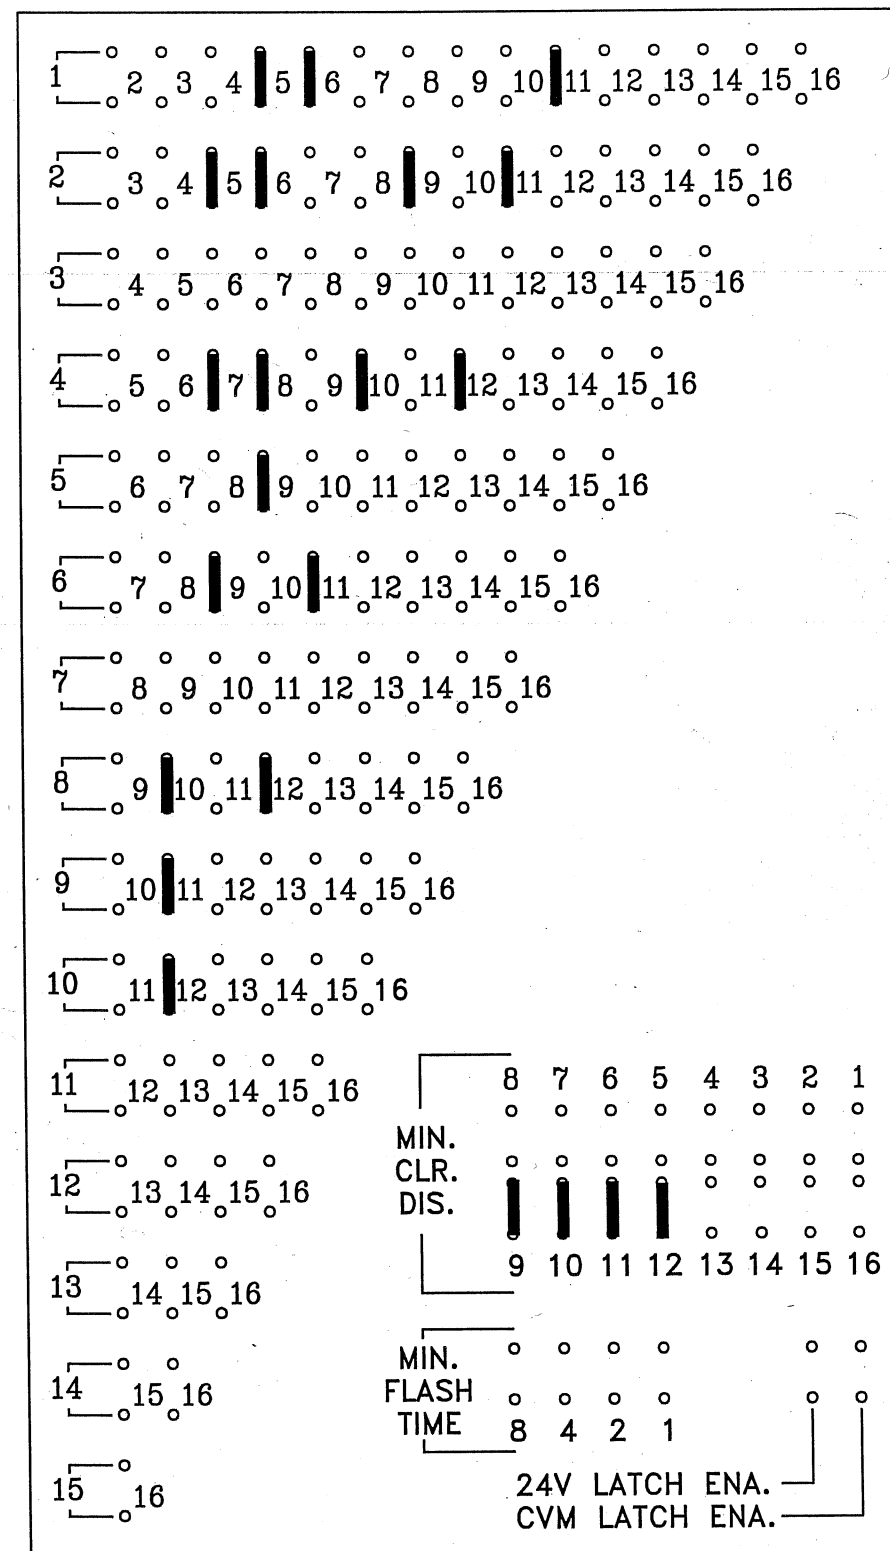 1 2 3 4 5 6 7 8 9 10 11 12 13 14 15 16
2 3 4 5 6 7 8 9 10 11 12 13 14 15 16
3 4 5 6 7 8 9 10 11 12 13 14 15 16
4 5 6 7 8 9 10 11 12 13 14 15 16
5 6 7 8 9 10 11 12 13 14 15 16
6 7 8 9 10 11 12 13 14 15 16
7 8 9 10 11 12 13 14 15 16
8 9 10 11 12 13 14 15 16
9 10 11 12 13 14 15 16
10 11 12 13 14 15 16
11 12 13 14 15 16
12 13 14 15 16
13 14 15 16
14 15 16
15 16
8 7 6 5 4 3 2 1
MIN.
CLR.
DIS.
9 10 11 12 13 14 15 16
MIN.
FLASH
TIME
8 4 2 1
24V LATCH ENA.
CVM LATCH ENA.